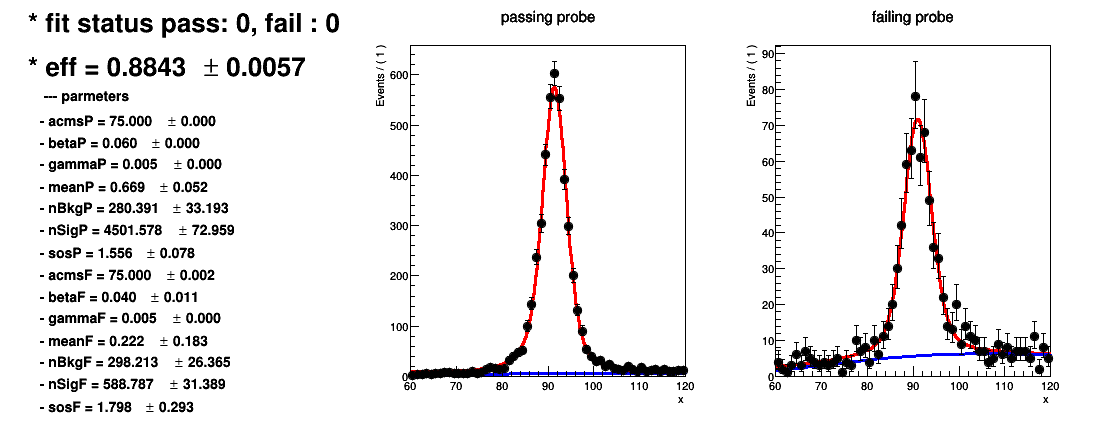 * fit status pass: 0, fail : 0
* eff = 0.8843 ± 0.0057
--- parmeters
- acmsP = 75.000 ± 0.000
- betaP = 0.060 ± 0.000
- gammaP = 0.005 ± 0.000
- meanP = 0.669 ± 0.052
- nBkgP = 280.391 ± 33.193
- nSigP = 4501.578 ± 72.959
- sosP = 1.556 ± 0.078
- acmsF = 75.000 ± 0.002
- betaF = 0.040 ± 0.011
- gammaF = 0.005 ± 0.000
- meanF = 0.222 ± 0.183
- nBkgF = 298.213 ± 26.365
- nSigF = 588.787 ± 31.389
- sosF = 1.798 ± 0.293
passing probe
Events / ( 1 )
600
500
400
300
200
100
0
60 70 80 90 100 110 120
x
failing probe
Events / ( 1 )
90
80
70
60
50
40
30
20
10
0
60 70 80 90 100 110 120
x